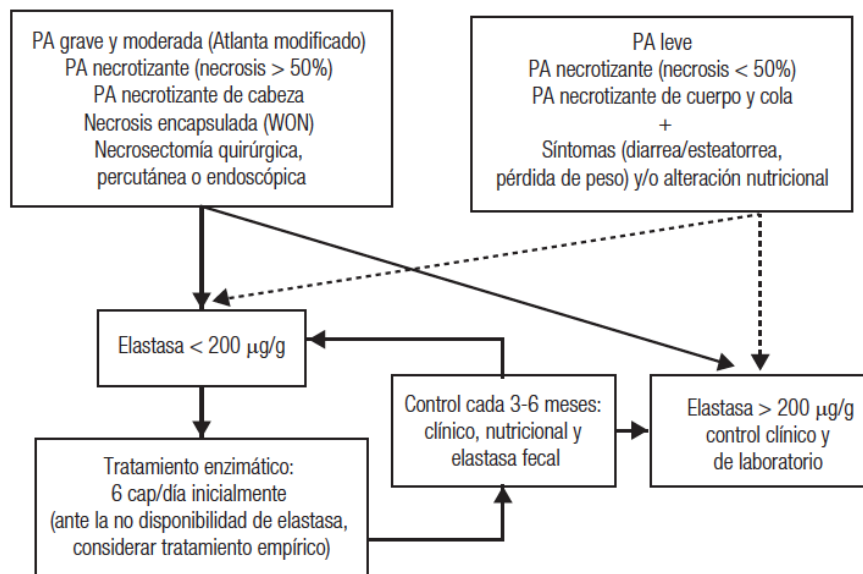 PA grave y moderada (Atlanta modificado)
PA necrotizante (necrosis > 50%)
PA necrotizante de cabeza
Necrosis encapsulada (WON)
Necrosectomía quirúrgica,
percutánea o endoscópica
PA leve
PA necrotizante (necrosis < 50%)
PA necrotizante de cuerpo y cola
+
Síntomas (diarrea/esteatorrea,
pérdida de peso) y/o alteración nutricional
Elastasa < 200 μg/g
Control cada 3-6 meses:
clínico, nutricional y
elastasa fecal
Elastasa > 200 μg/g
control clínico y
de laboratorio
Tratamiento enzimático:
6 cap/día inicialmente
(ante la no disponibilidad de elastasa,
considerar tratamiento empírico)